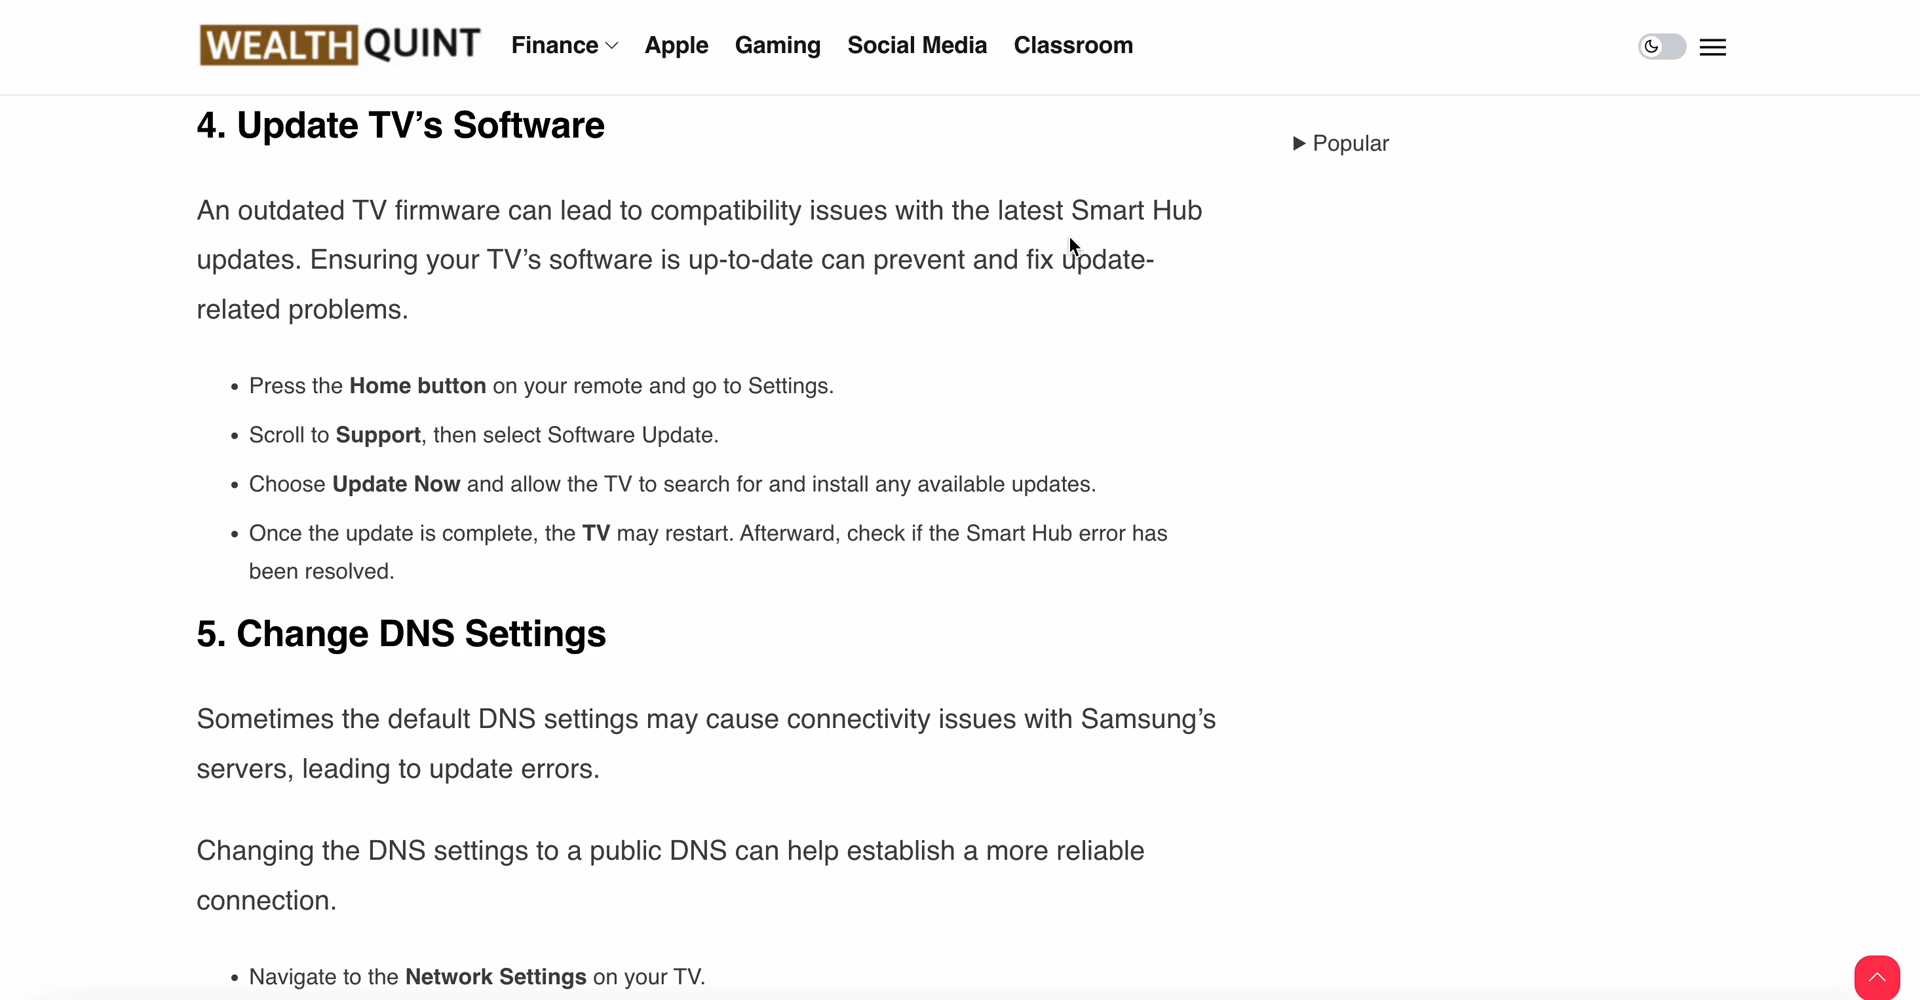 WEALTH QUINT Finance Apple Gaming Social Media Classroom
4. Update TV’s Software
Popular
An outdated TV firmware can lead to compatibility issues with the latest Smart Hub
updates. Ensuring your TV’s software is up-to-date can prevent and fix update-
related problems.
• Press the Home button on your remote and go to Settings.
• Scroll to Support, then select Software Update.
• Choose Update Now and allow the TV to search for and install any available updates.
• Once the update is complete, the TV may restart. Afterward, check if the Smart Hub error has
been resolved.
5. Change DNS Settings
Sometimes the default DNS settings may cause connectivity issues with Samsung’s
servers, leading to update errors.
Changing the DNS settings to a public DNS can help establish a more reliable
connection.
• Navigate to the Network Settings on your TV.